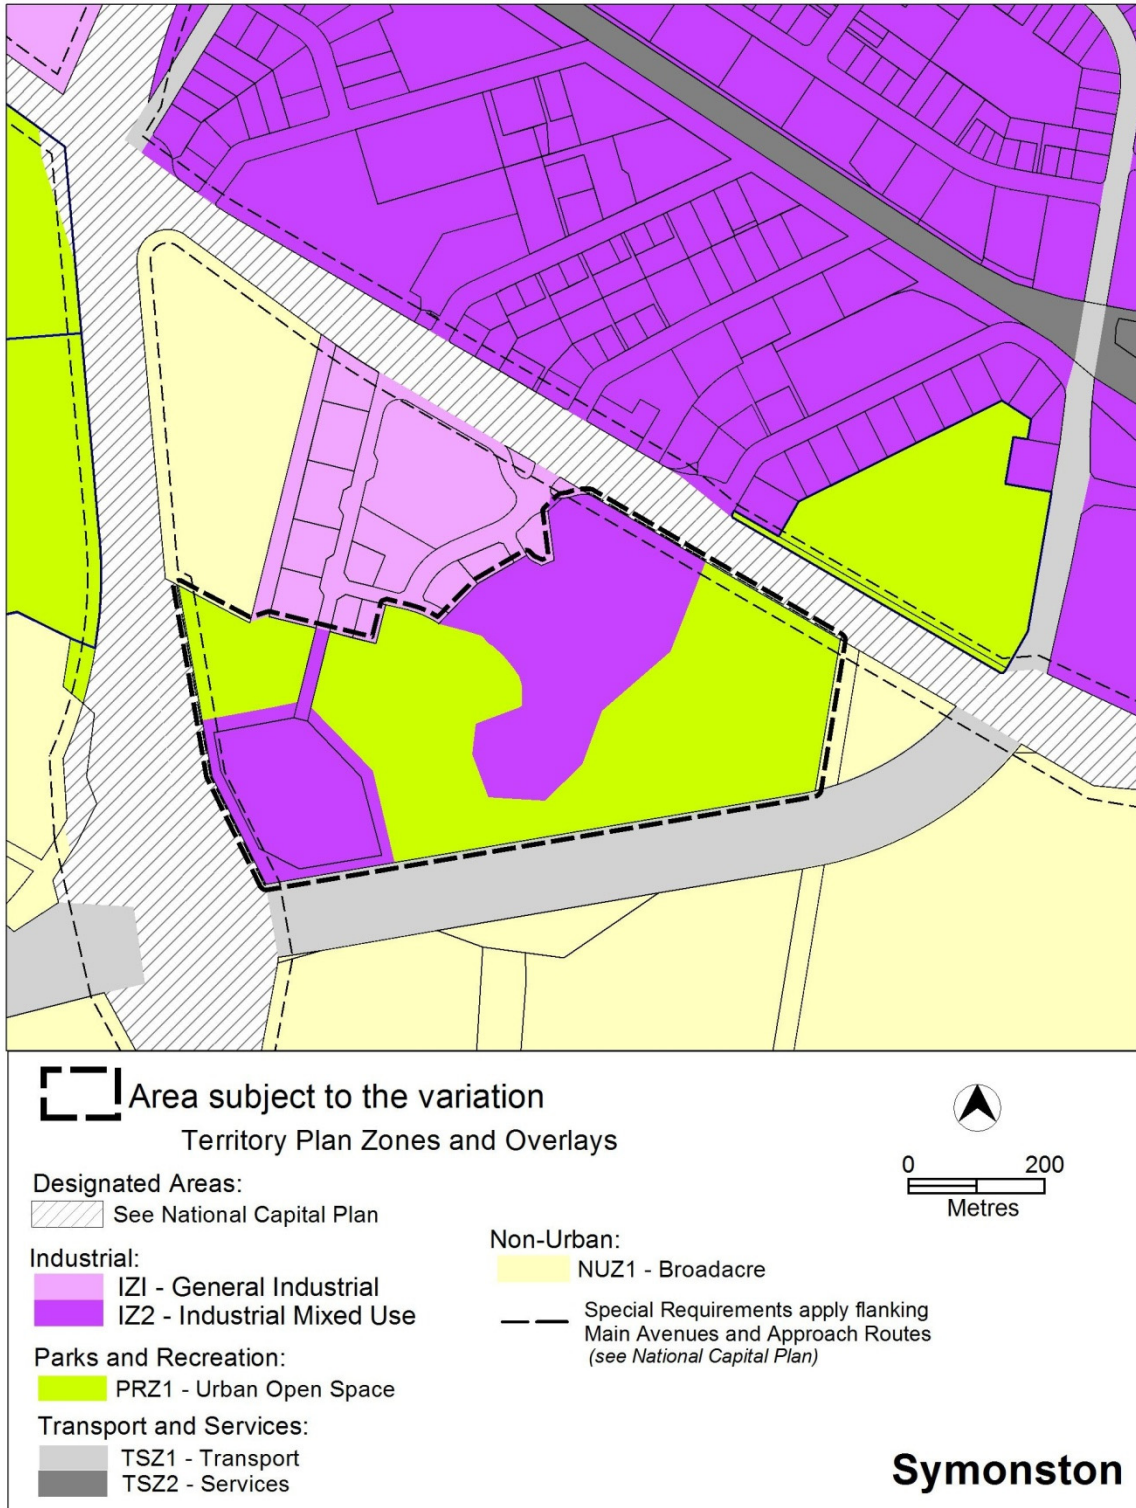 Area subject to the variation
Territory Plan Zones and Overlays
Designated Areas:
See National Capital Plan
Industrial:
IZI - General Industrial
IZ2 - Industrial Mixed Use
Parks and Recreation:
PRZ1 - Urban Open Space
Transport and Services:
TSZ1 - Transport
TSZ2 - Services
Non-Urban:
NUZ1 - Broadacre
Special Requirements apply flanking
Main Avenues and Approach Routes
(see National Capital Plan)
0 200
Metres
Symonston